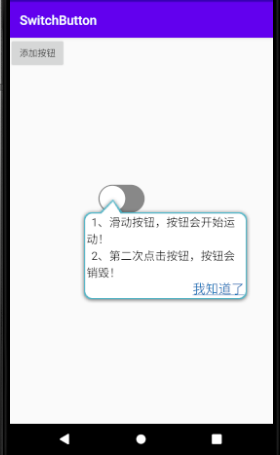 SwitchButton
添加按钮
1、滑动按钮，按钮会开始运
动！
2、第二次点击按钮，按钮会
销毁！
我知道了